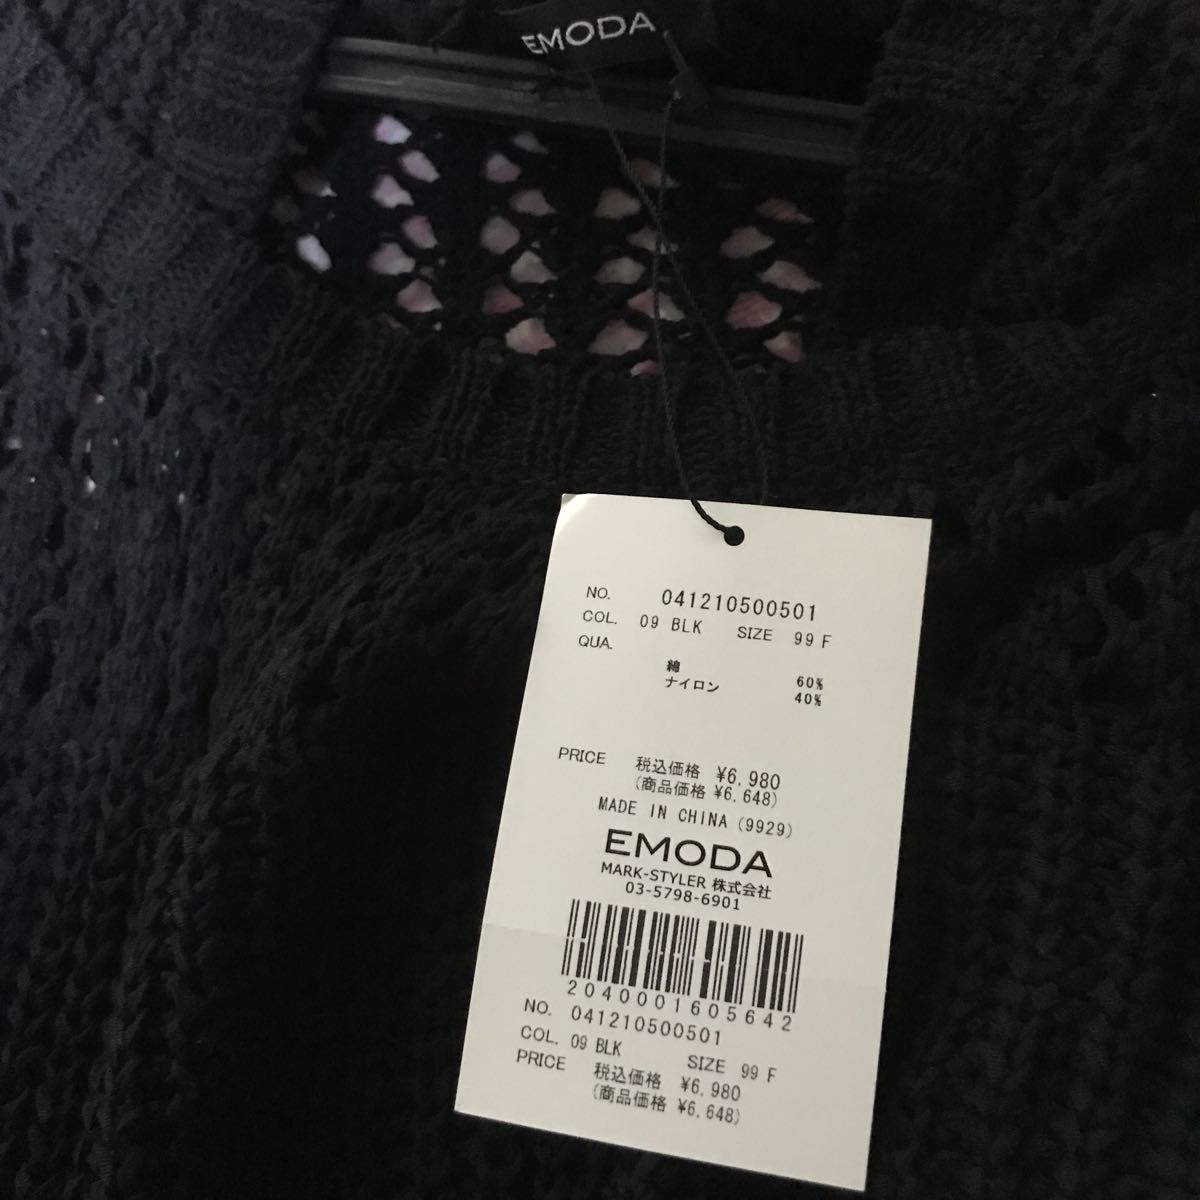 EMODA
NO. 041210500501
COL. 09 BLK SIZE 99 F
QUA.
綿 60%
ナイロン 40%
PRICE 税込価格 ¥6,980
(商品価格 ¥6,648)
MADE IN CHINA (9929)
EMODA
MARK-STYLER 株式会社
03-5798-6901
2040001605642
NO. 041210500501
COL. 09 BLK SIZE 99 F
PRICE 税込価格 ¥6,980
(商品価格 ¥6,648)